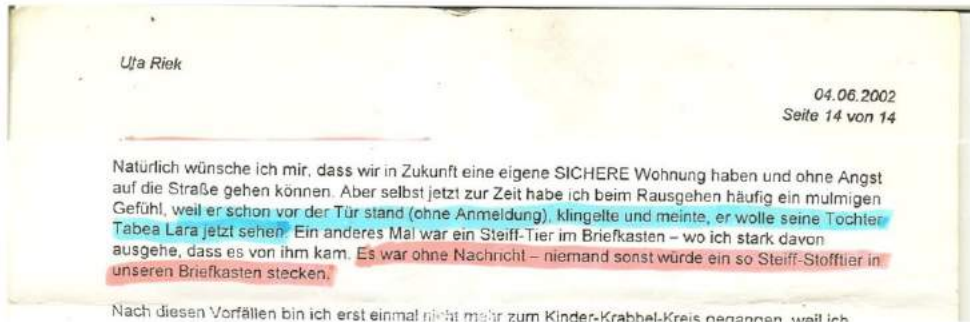 Uta Riek
04.06.2002
Seite 14 von 14
Natürlich wünsche ich mir, dass wir in Zukunft eine eigene SICHERE Wohnung haben und ohne Angst
auf die Straße gehen können. Aber selbst jetzt zur Zeit habe ich beim Rausgehen häufig ein mulmigen
Gefühl, weil er schon vor der Tür stand (ohne Anmeldung), klingelte und meinte, er wolle seine Tochter
Tabea Lara jetzt sehen. Ein anderes Mal war ein Steiff-Tier im Briefkasten – wo ich stark davon
ausgehe, dass es von ihm kam. Es war ohne Nachricht – niemand sonst würde ein so Steiff-Stofftier in
unseren Briefkasten stecken.
Nach diesen Vorfällen bin ich erst einmal nicht mehr zum Kinder-Krabbel-Kreis gegangen, weil ich